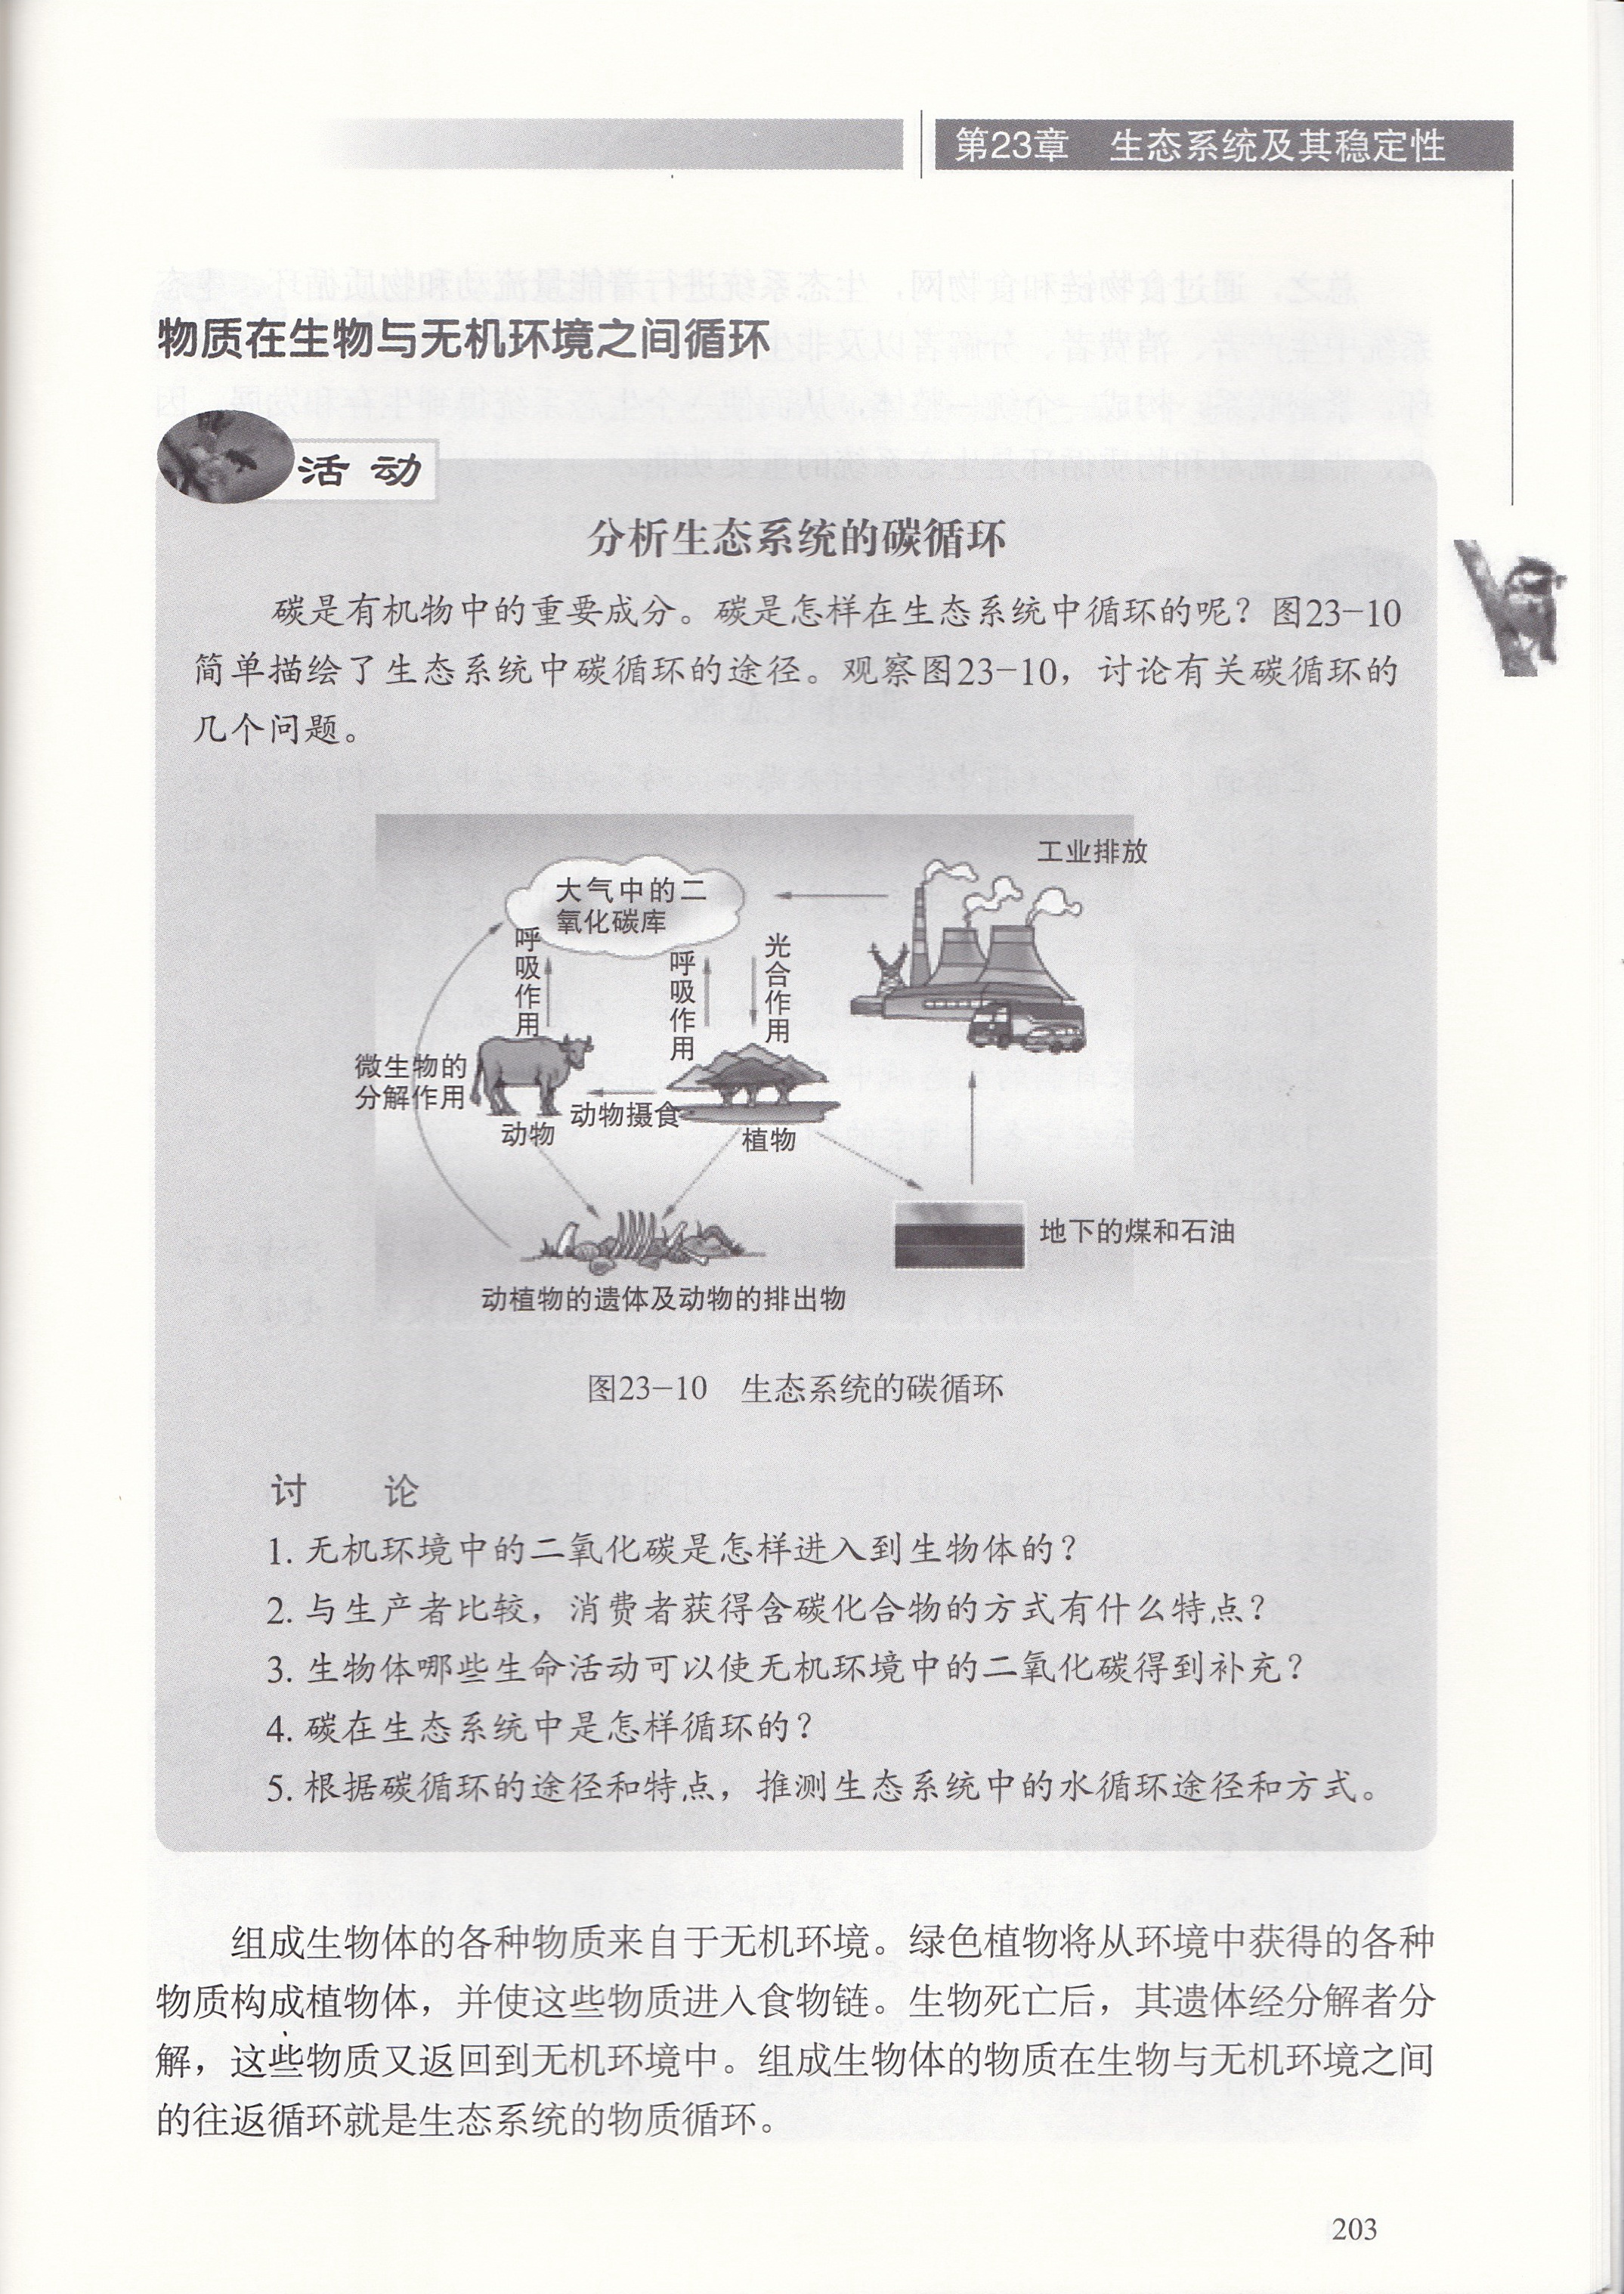 第23章 生态系统及其稳定性
物质在生物与无机环境之间循环
活动
分析生态系统的碳循环
碳是有机物中的重要成分。碳是怎样在生态系统中循环的呢？图23-10
简单描绘了生态系统中碳循环的途径。观察图23-10，讨论有关碳循环的
几个问题。
工业排放
大气中的二
氧化碳库
呼吸作用
呼吸作用
光合作用
微生物的
分解作用
动物
动物摄食
植物
地下的煤和石油
动植物的遗体及动物的排出物
图23-10 生态系统的碳循环
讨论
1. 无机环境中的二氧化碳是怎样进入到生物体的？
2. 与生产者比较，消费者获得含碳化合物的方式有什么特点？
3. 生物体哪些生命活动可以使无机环境中的二氧化碳得到补充？
4. 碳在生态系统中是怎样循环的？
5. 根据碳循环的途径和特点，推测生态系统中的水循环途径和方式。
组成生物体的各种物质来自于无机环境。绿色植物将从环境中获得的各种
物质构成植物体，并使这些物质进入食物链。生物死亡后，其遗体经分解者分
解，这些物质又返回到无机环境中。组成生物体的物质在生物与无机环境之间
的往返循环就是生态系统的物质循环。
203